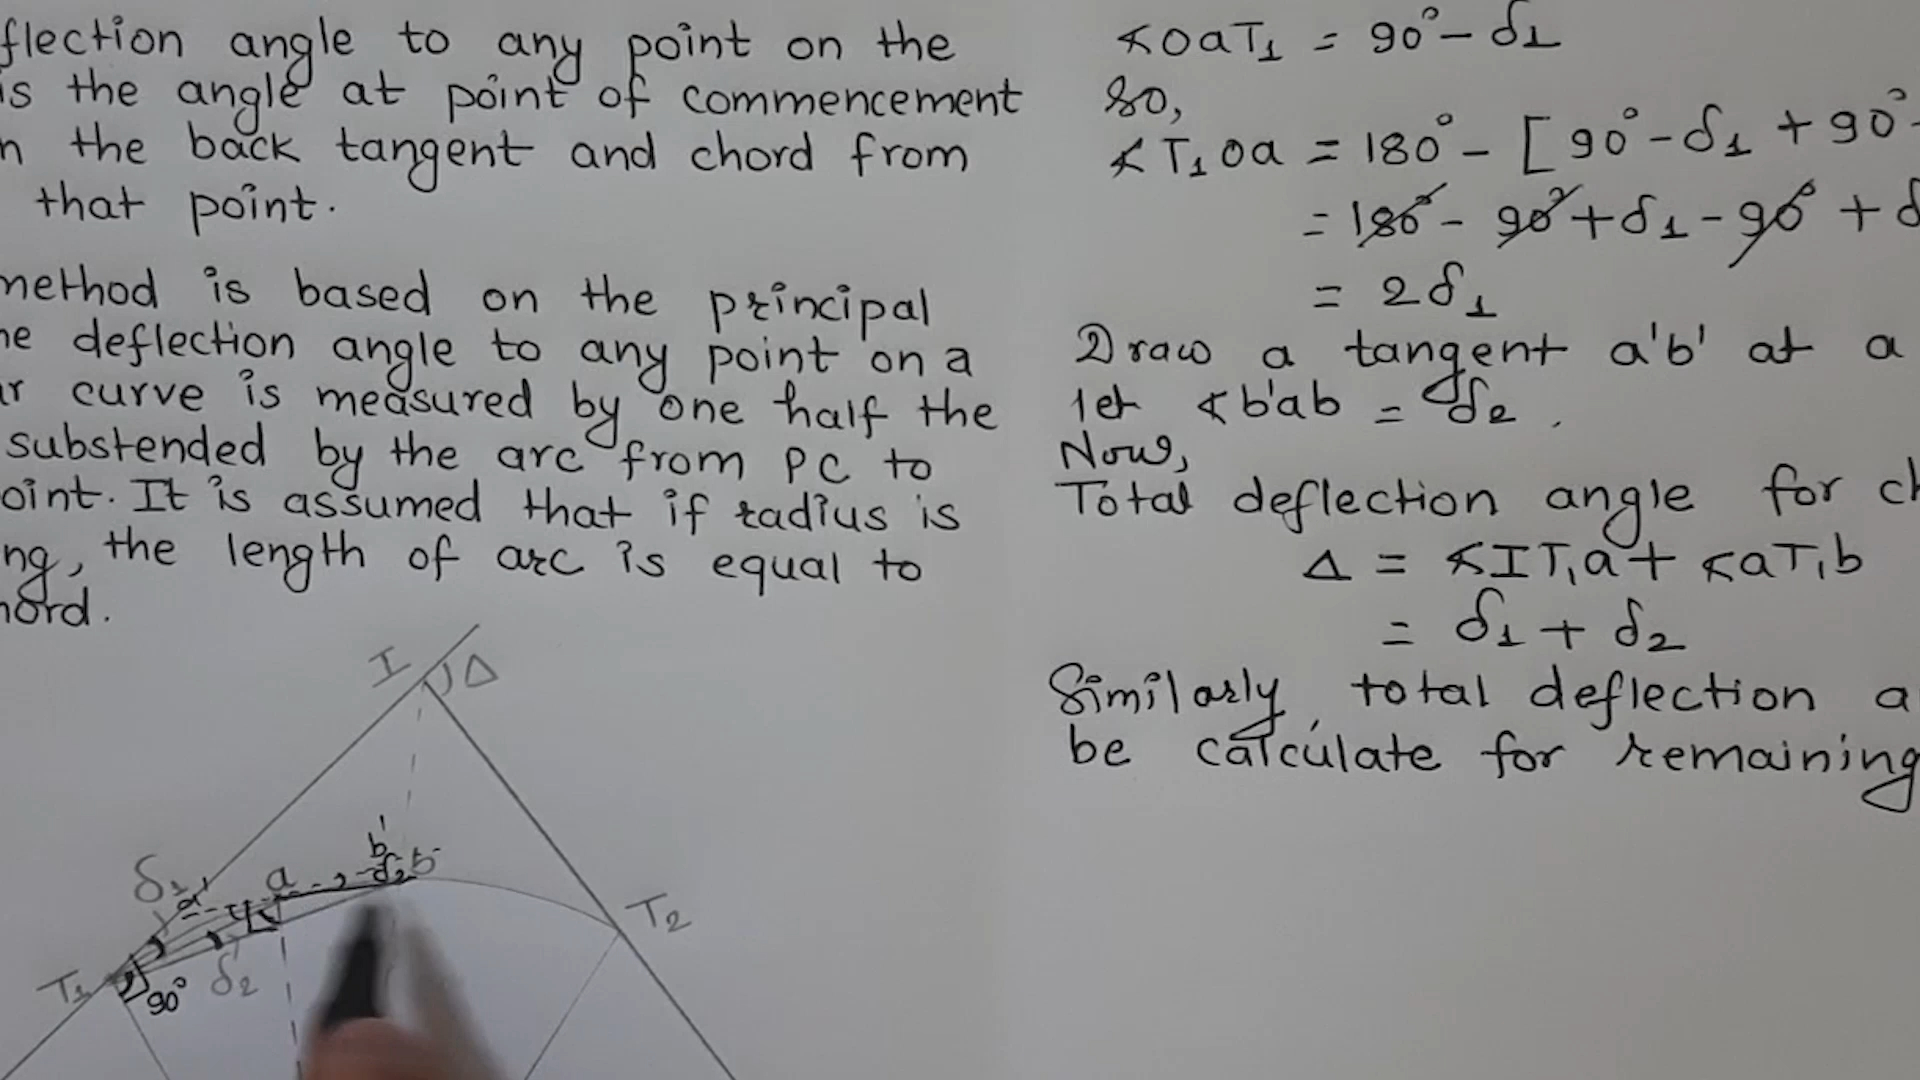 flection angle to any point on the
is the angle at point of commencement
n the back tangent and chord from
that point.
method is based on the principal
he deflection angle to any point on a
ar curve is measured by one half the
substended by the arc from PC to
oint. It is assumed that if radius is
ng, the length of arc is equal to
hord.
I Δ
b'
δ1 a' a δ2 b
T2
T1 90° δ2
∠OaT1 = 90° - δ1
so,
∠T1Oa = 180° - [90° - δ1 + 90° -
= 180° - 90° + δ1 - 90° + δ
= 2δ1
Draw a tangent a'b' at a
let ∠b'ab = δ2.
Now,
Total deflection angle for ch
Δ = ∠IT1a + ∠aT1b
= δ1 + δ2
Similarly, total deflection a
be calculate for remaining